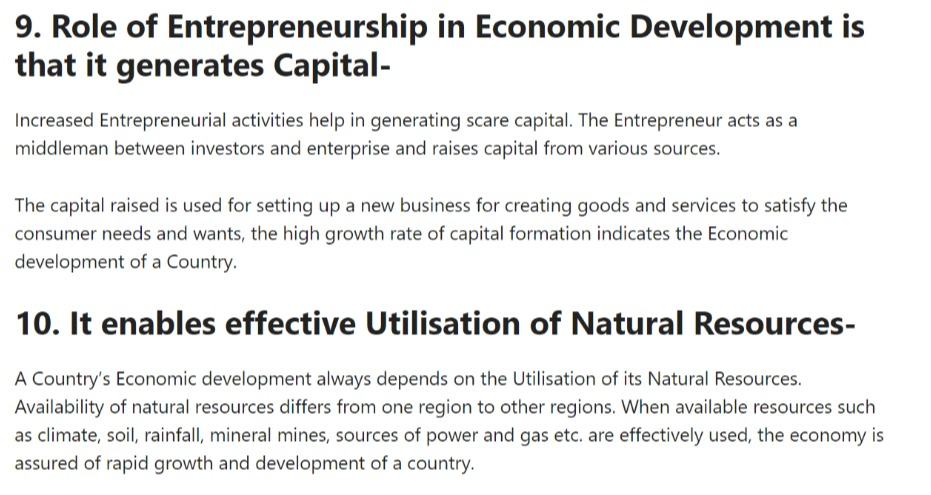 9. Role of Entrepreneurship in Economic Development is
that it generates Capital-
Increased Entrepreneurial activities help in generating scare capital. The Entrepreneur acts as a
middleman between investors and enterprise and raises capital from various sources.
The capital raised is used for setting up a new business for creating goods and services to satisfy the
consumer needs and wants, the high growth rate of capital formation indicates the Economic
development of a Country.
10. It enables effective Utilisation of Natural Resources-
A Country's Economic development always depends on the Utilisation of its Natural Resources.
Availability of natural resources differs from one region to other regions. When available resources such
as climate, soil, rainfall, mineral mines, sources of power and gas etc. are effectively used, the economy is
assured of rapid growth and development of a country.